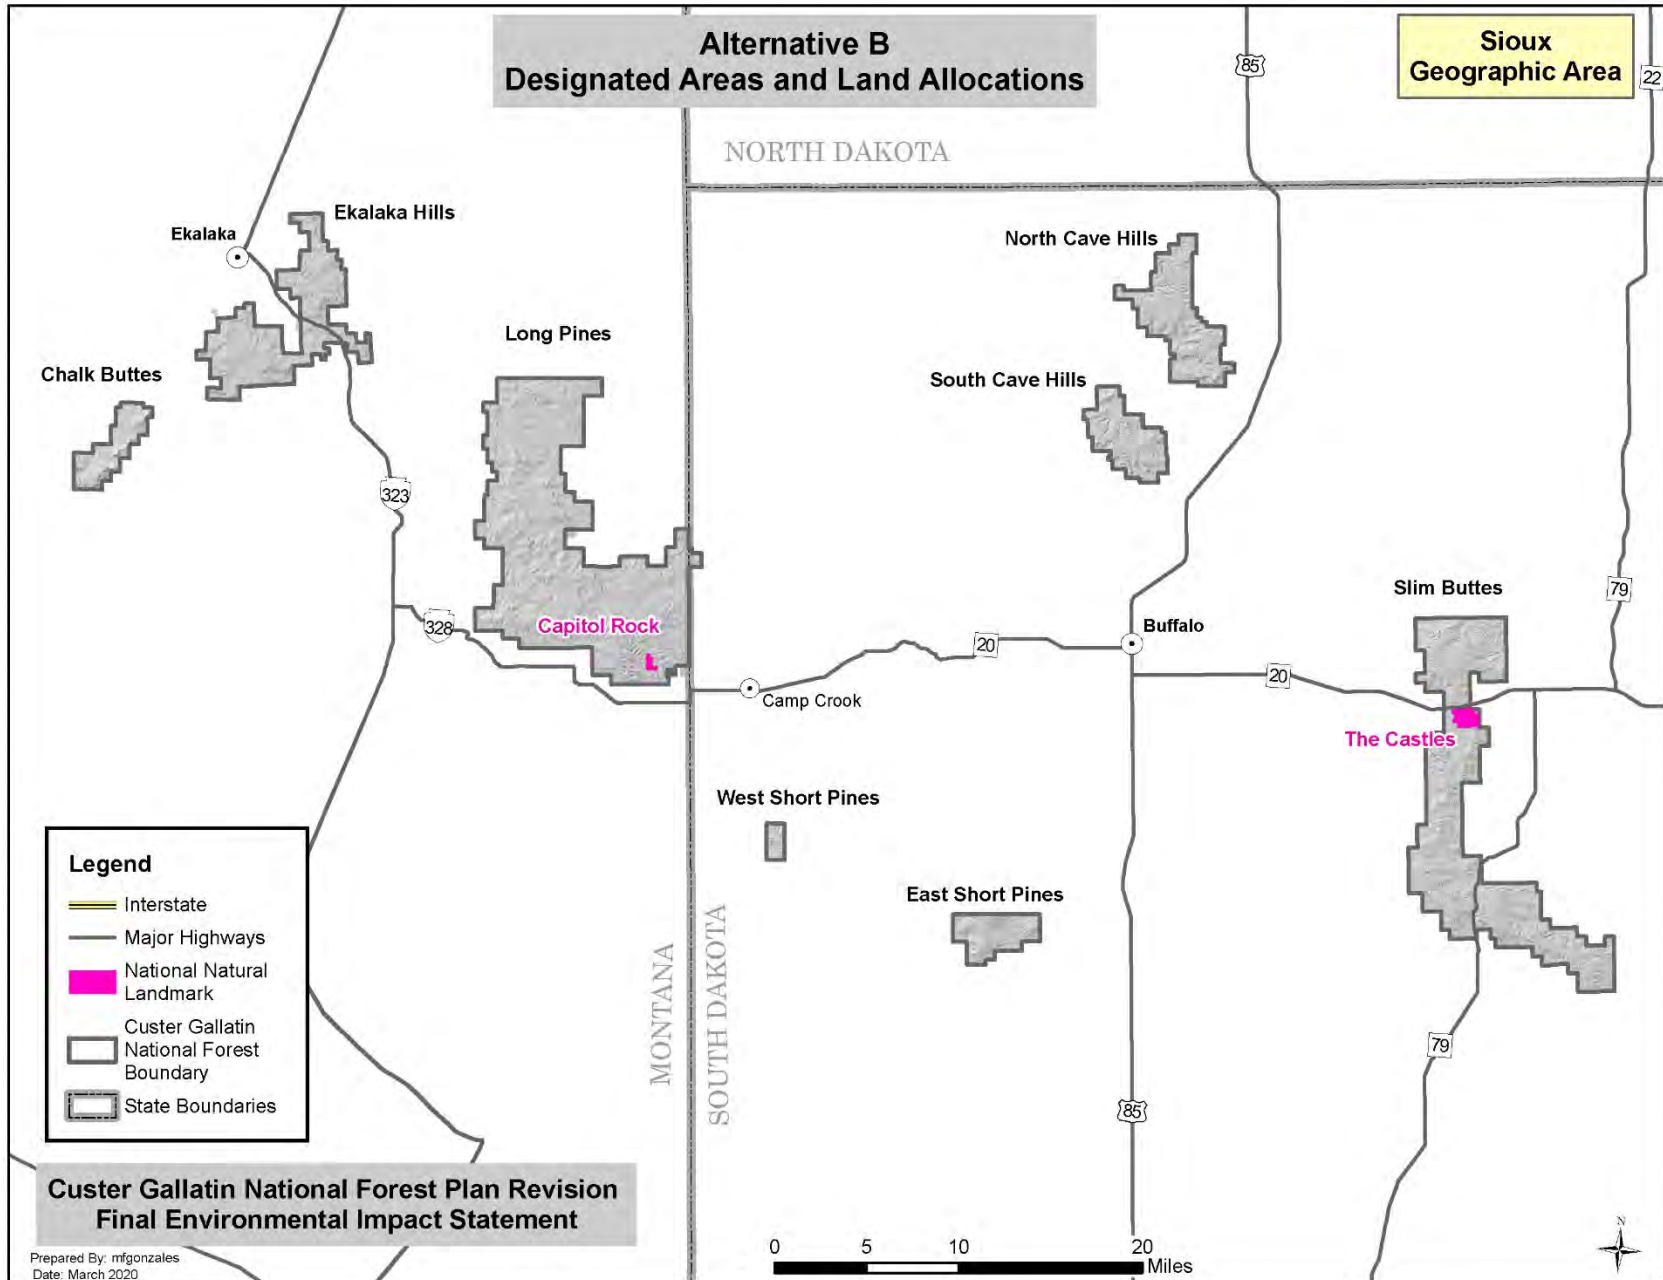 Alternative B
Designated Areas and Land Allocations
Sioux
Geographic Area
85
22
NORTH DAKOTA
Ekalaka Hills
Ekalaka
North Cave Hills
Long Pines
Chalk Buttes
South Cave Hills
323
Slim Buttes
79
Capitol Rock
328
Buffalo
20
20
Camp Crook
The Castles
West Short Pines
East Short Pines
MONTANA
SOUTH DAKOTA
Legend
Interstate
Major Highways
National Natural
Landmark
Custer Gallatin
National Forest
Boundary
State Boundaries
79
85
Custer Gallatin National Forest Plan Revision
Final Environmental Impact Statement
Prepared By: mfgonzales
Date: March 2020
0 5 10 20
Miles
N